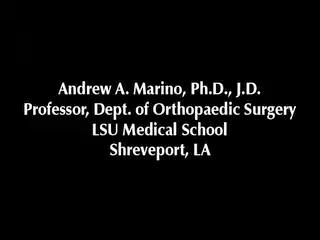 Andrew A. Marino, Ph.D., J.D.
Professor, Dept. of Orthopaedic Surgery
LSU Medical School
Shreveport, LA